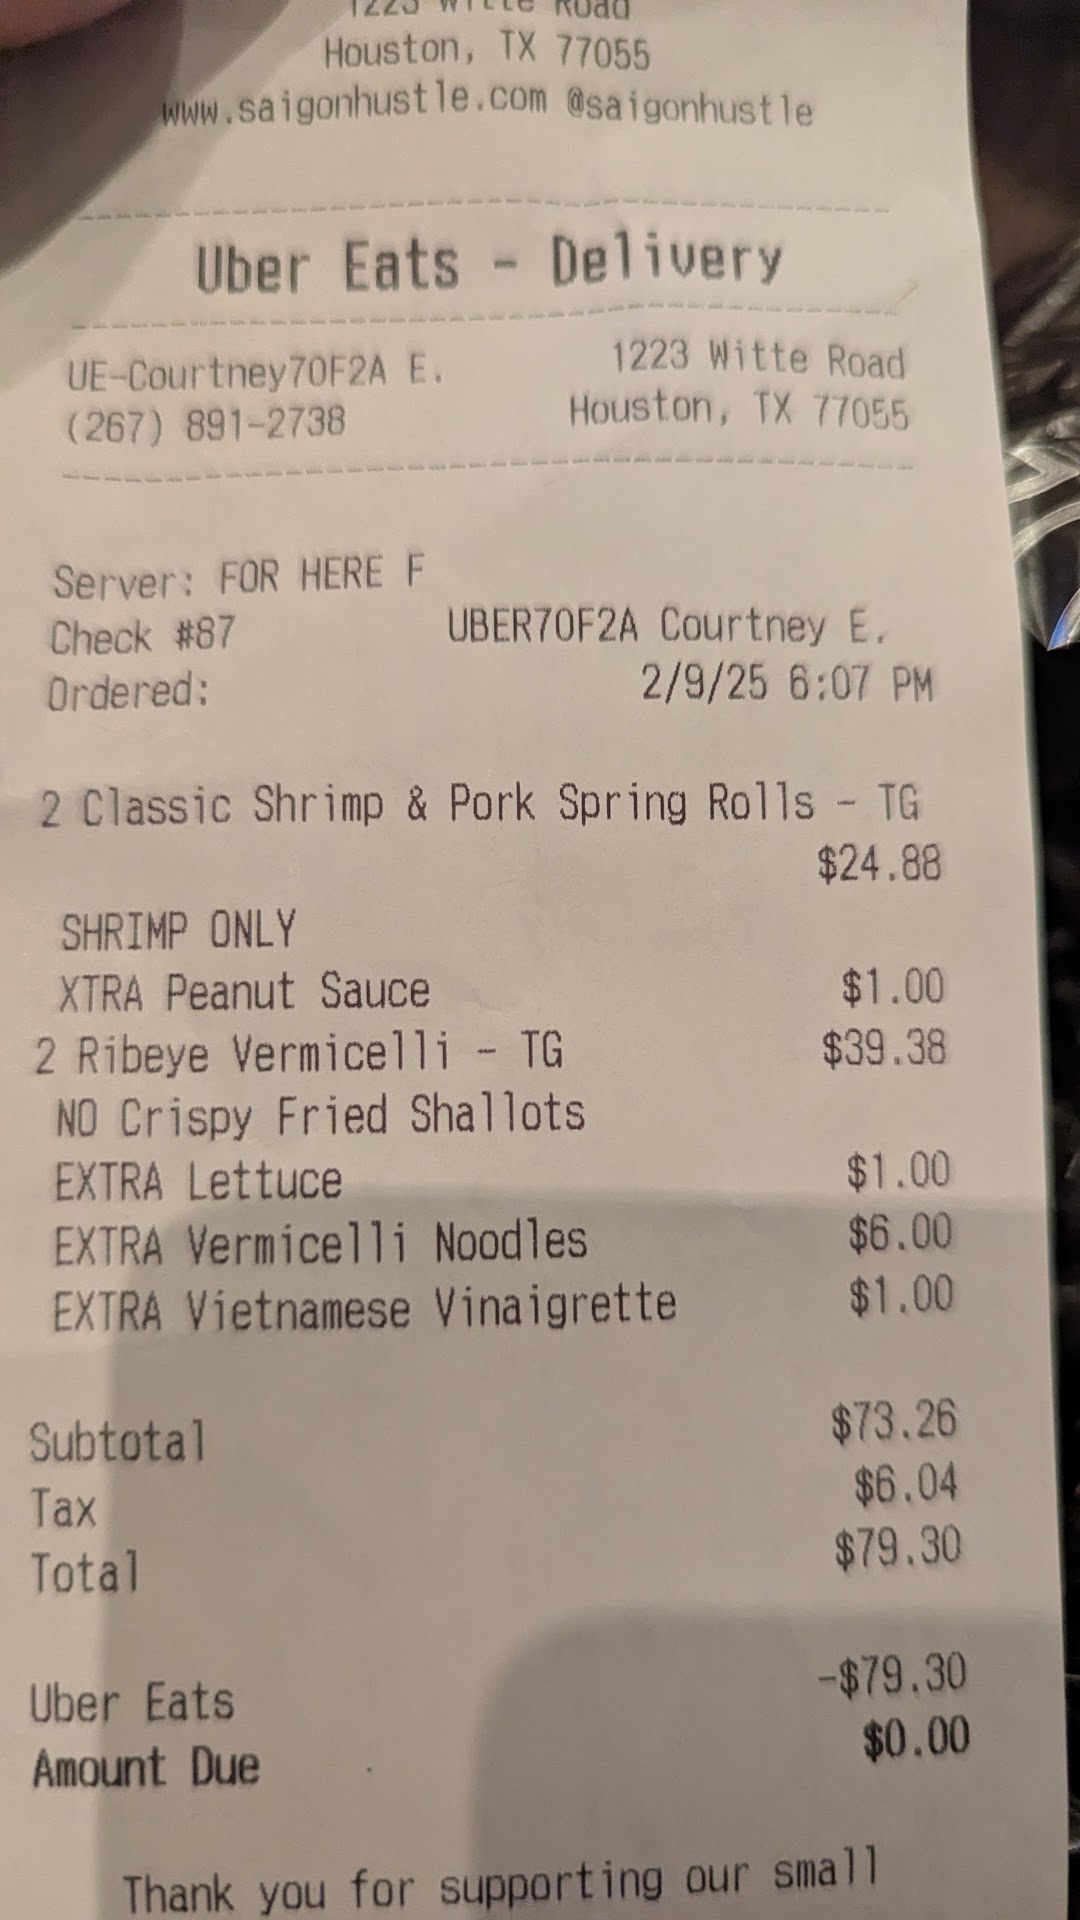 1223 Witte Road
Houston, TX 77055
www.saigonhustle.com @saigonhustle
Uber Eats - Delivery
UE-Courtney70F2A E. 1223 Witte Road
(267) 891-2738 Houston, TX 77055
Server: FOR HERE F
Check #87 UBER70F2A Courtney E.
Ordered: 2/9/25 6:07 PM
2 Classic Shrimp & Pork Spring Rolls - TG
$24.88
SHRIMP ONLY
XTRA Peanut Sauce $1.00
2 Ribeye Vermicelli - TG $39.38
NO Crispy Fried Shallots
EXTRA Lettuce $1.00
EXTRA Vermicelli Noodles $6.00
EXTRA Vietnamese Vinaigrette $1.00
Subtotal $73.26
Tax $6.04
Total $79.30
Uber Eats -$79.30
Amount Due $0.00
Thank you for supporting our small